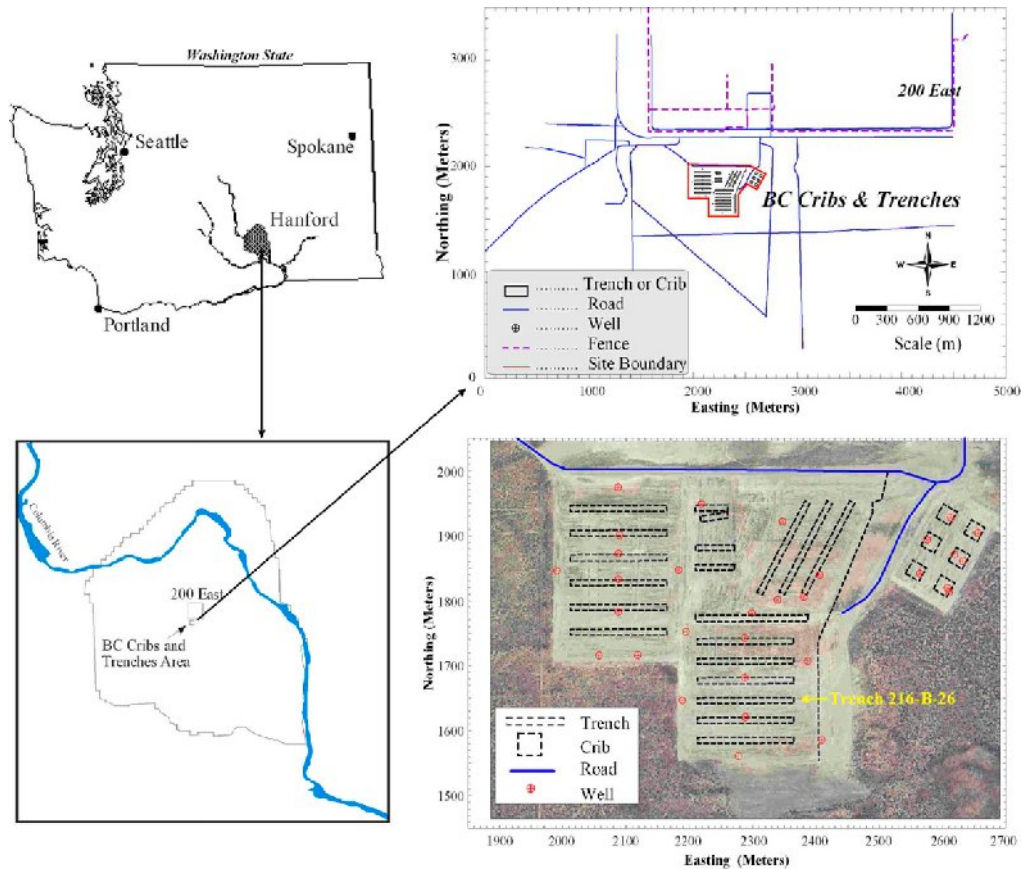 Washington State
Seattle
Spokane
Hanford
Portland
3000
2000
1000
0
Northing (Meters)
200 East
BC Cribs & Trenches
N
W
E
S
0 300 600 900 1200
Scale (m)
Trench or Crib
Road
Well
Fence
Site Boundary
0 1000 2000 3000 4000 5000
Easting (Meters)
Columbia River
200 East
BC Cribs and
Trenches Area
2000
1900
1800
1700
1600
1500
Northing (Meters)
Trench 216-B-26
Trench
Crib
Road
Well
1900 2000 2100 2200 2300 2400 2500 2600 2700
Easting (Meters)